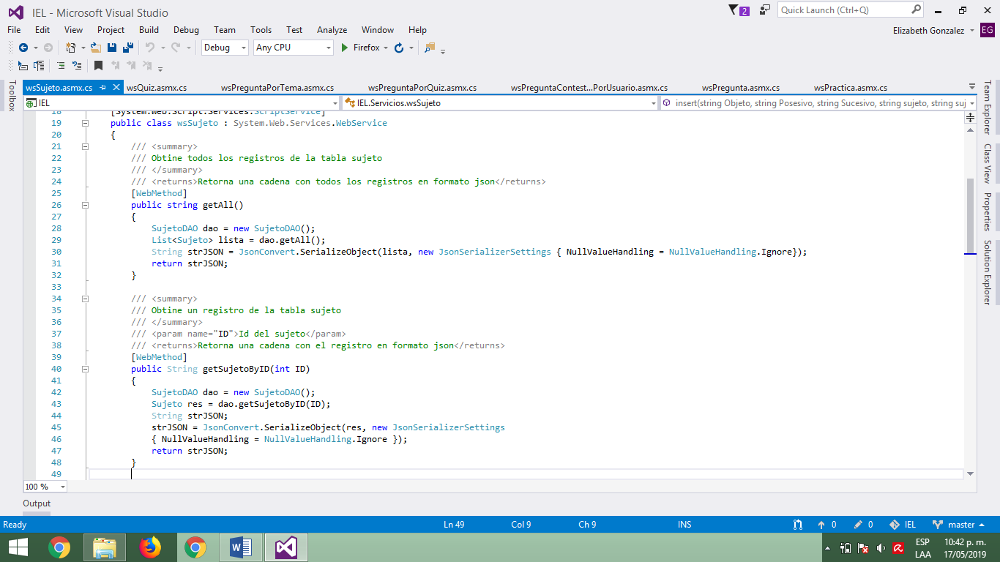 IEL - Microsoft Visual Studio
2
Quick Launch (Ctrl+Q)
File Edit View Project Build Debug Team Tools Test Analyze Window Help
Elizabeth Gonzalez EG
Debug Any CPU Firefox
Toolbox
wsSujeto.asmx.cs wsQuiz.asmx.cs wsPreguntaPorTema.asmx.cs wsPreguntaPorQuiz.asmx.cs wsPreguntaContest...PorUsuario.asmx.cs wsPregunta.asmx.cs wsPractica.asmx.cs
IEL IEL.Servicios.wsSujeto insert(string Objeto, string Posesivo, string Sucesivo, string sujeto, string suj
18 [System.Web.Script.Services.ScriptService]
19 public class wsSujeto : System.Web.Services.WebService
20 {
21 /// <summary>
22 /// Obtine todos los registros de la tabla sujeto
23 /// </summary>
24 /// <returns>Retorna una cadena con todos los registros en formato json</returns>
25 [WebMethod]
26 public string getAll()
27 {
28 SujetoDAO dao = new SujetoDAO();
29 List<Sujeto> lista = dao.getAll();
30 String strJSON = JsonConvert.SerializeObject(lista, new JsonSerializerSettings { NullValueHandling = NullValueHandling.Ignore});
31 return strJSON;
32 }
33
34 /// <summary>
35 /// Obtine un registro de la tabla sujeto
36 /// </summary>
37 /// <param name="ID">Id del sujeto</param>
38 /// <returns>Retorna una cadena con el registro en formato json</returns>
39 [WebMethod]
40 public String getSujetoByID(int ID)
41 {
42 SujetoDAO dao = new SujetoDAO();
43 Sujeto res = dao.getSujetoByID(ID);
44 String strJSON;
45 strJSON = JsonConvert.SerializeObject(res, new JsonSerializerSettings
46 { NullValueHandling = NullValueHandling.Ignore });
47 return strJSON;
48 }
49
Team Explorer
Class View
Properties
Solution Explorer
100 %
Output
Ready Ln 49 Col 9 Ch 9 INS 0 0 IEL master
ESP 10:42 p. m.
LAA 17/05/2019